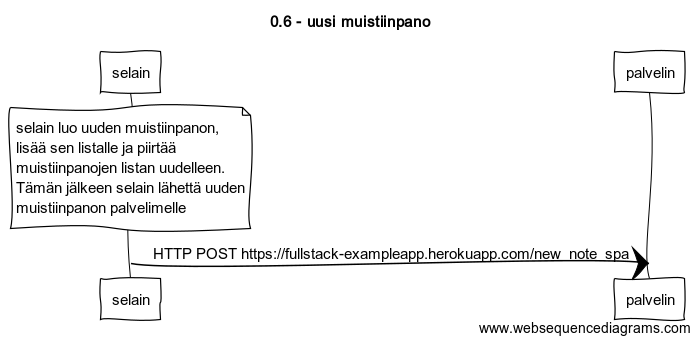 0.6 - uusi muistiinpano
selain
palvelin
selain luo uuden muistiinpanon,
lisää sen listalle ja piirtää
muistiinpanojen listan uudelleen.
Tämän jälkeen selain lähettä uuden
muistiinpanon palvelimelle
HTTP POST https://fullstack-exampleapp.herokuapp.com/new_note_spa
selain
palvelin
www.websequencediagrams.com